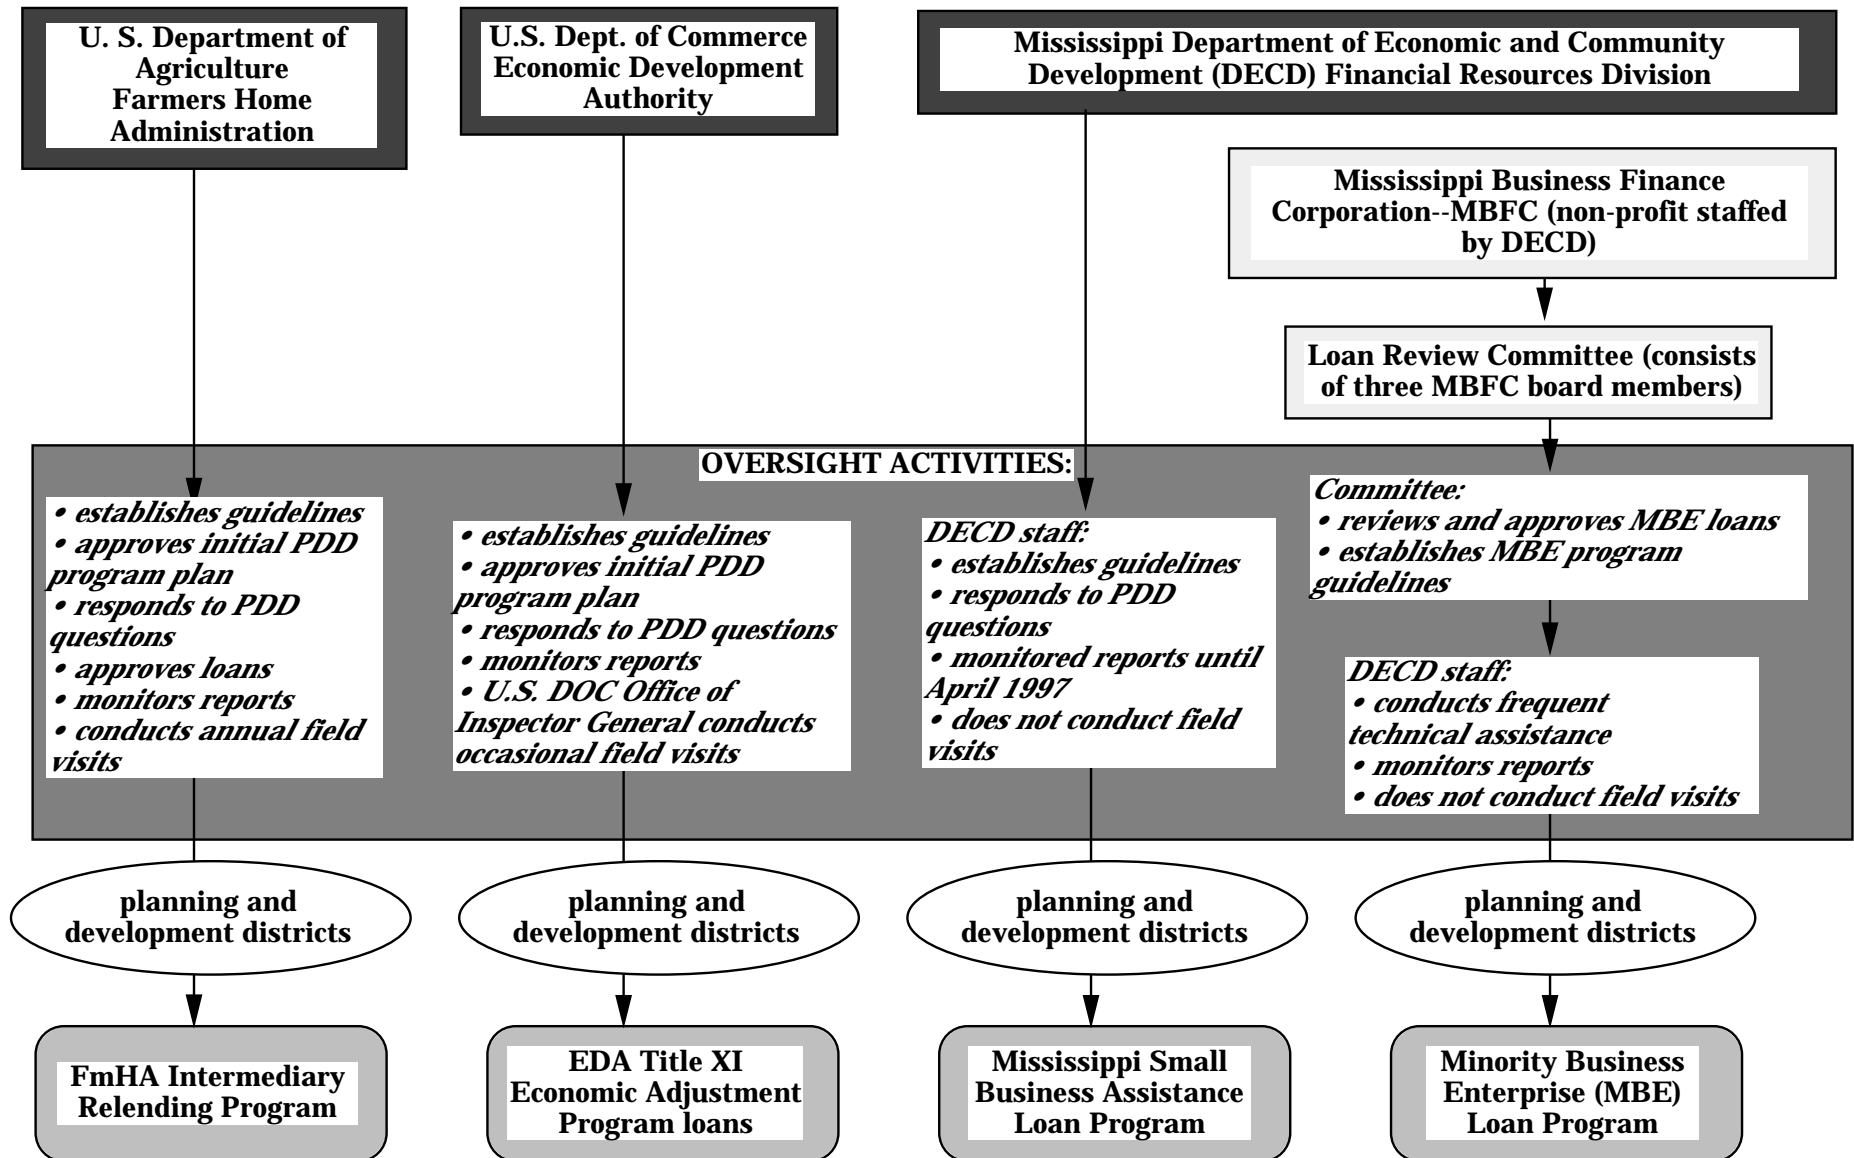 U. S. Department of
Agriculture
Farmers Home
Administration
U.S. Dept. of Commerce
Economic Development
Authority
Mississippi Department of Economic and Community
Development (DECD) Financial Resources Division
Mississippi Business Finance
Corporation--MBFC (non-profit staffed
by DECD)
Loan Review Committee (consists
of three MBFC board members)
OVERSIGHT ACTIVITIES:
• establishes guidelines
• approves initial PDD
program plan
• responds to PDD
questions
• approves loans
• monitors reports
• conducts annual field
visits
• establishes guidelines
• approves initial PDD
program plan
• responds to PDD questions
• monitors reports
• U.S. DOC Office of
Inspector General conducts
occasional field visits
DECD staff:
• establishes guidelines
• responds to PDD
questions
• monitored reports until
April 1997
• does not conduct field
visits
Committee:
• reviews and approves MBE loans
• establishes MBE program
guidelines
DECD staff:
• conducts frequent
technical assistance
• monitors reports
• does not conduct field visits
planning and
development districts
planning and
development districts
planning and
development districts
planning and
development districts
FmHA Intermediary
Relending Program
EDA Title XI
Economic Adjustment
Program loans
Mississippi Small
Business Assistance
Loan Program
Minority Business
Enterprise (MBE)
Loan Program